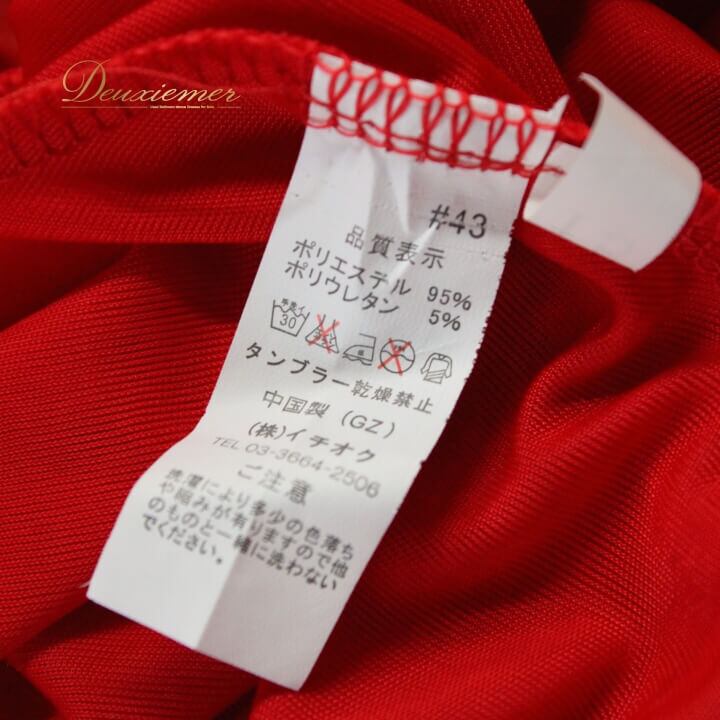 Deuxiemer
#43
品質表示
ポリエステル 95%
ポリウレタン 5%
手洗イ
30
タンブラー乾燥禁止
中国製(GZ)
(株)イチオク
TEL 03-3664-2506
ご注意
洗濯により多少の色落ち
や縮みが有りますので他
のものと一緒に洗わない
でください。